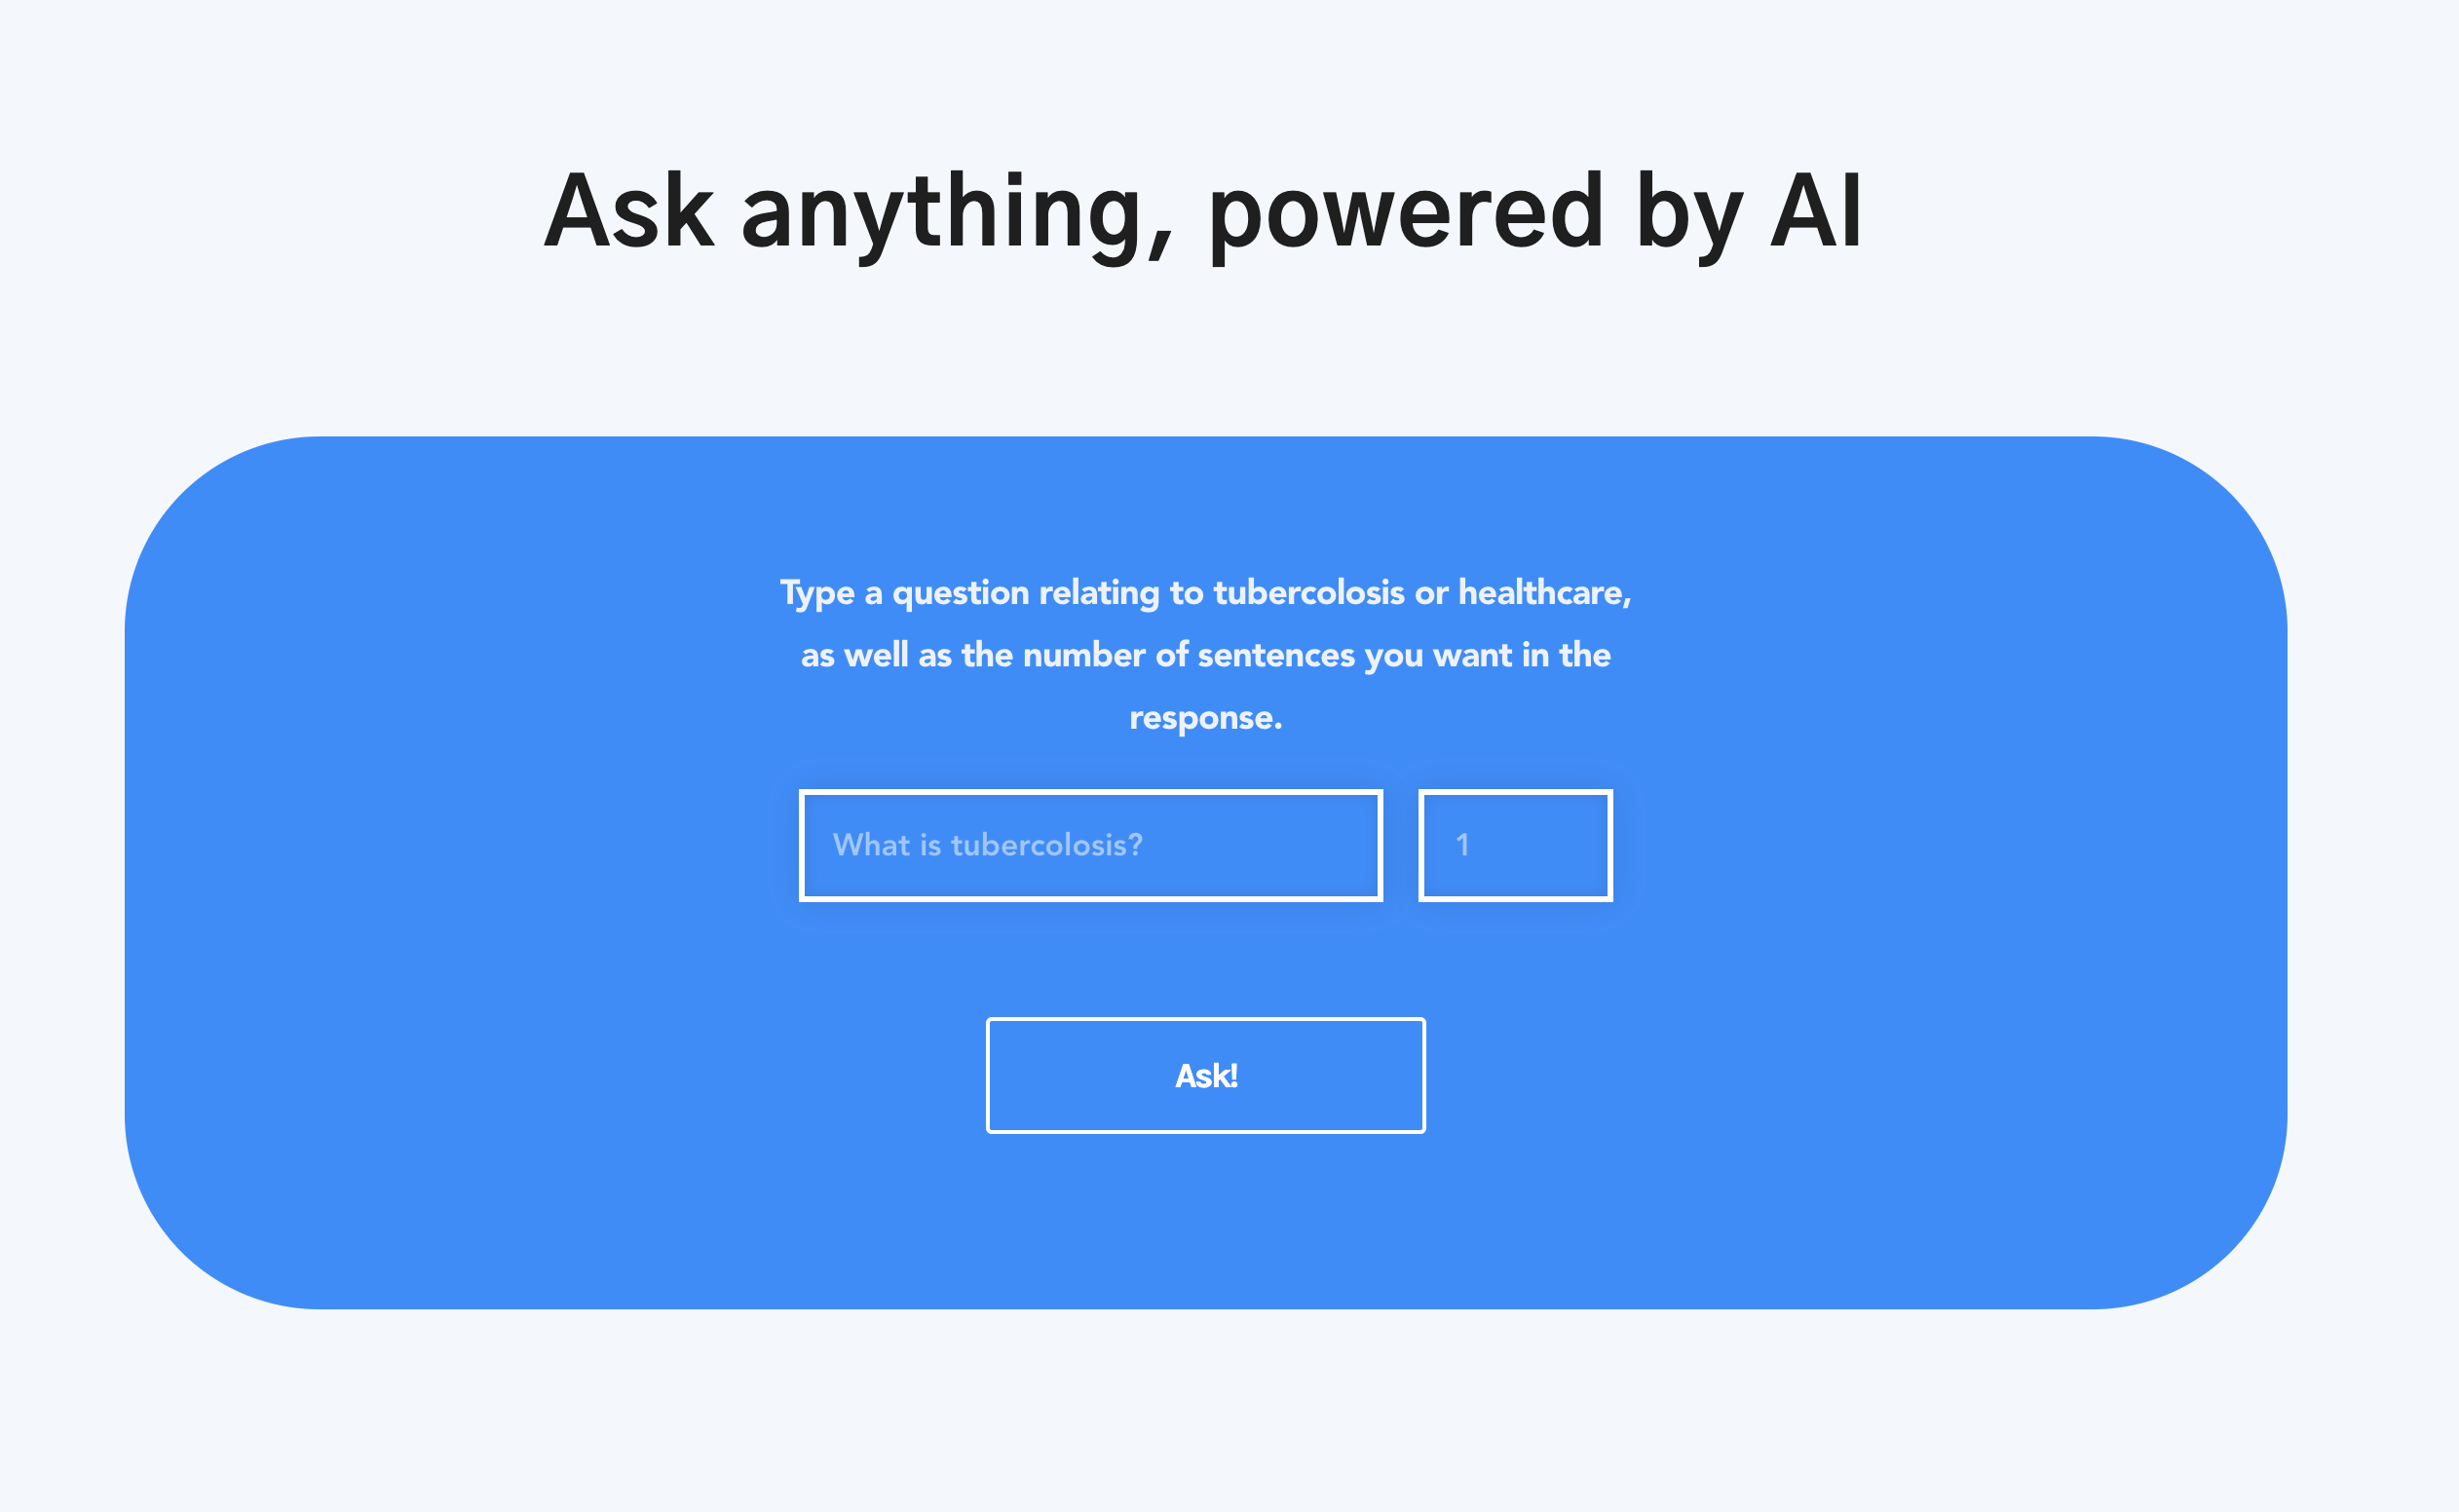 Ask anything, powered by AI
Type a question relating to tubercolosis or healthcare,
as well as the number of sentences you want in the
response.
What is tubercolosis?
1
Ask!